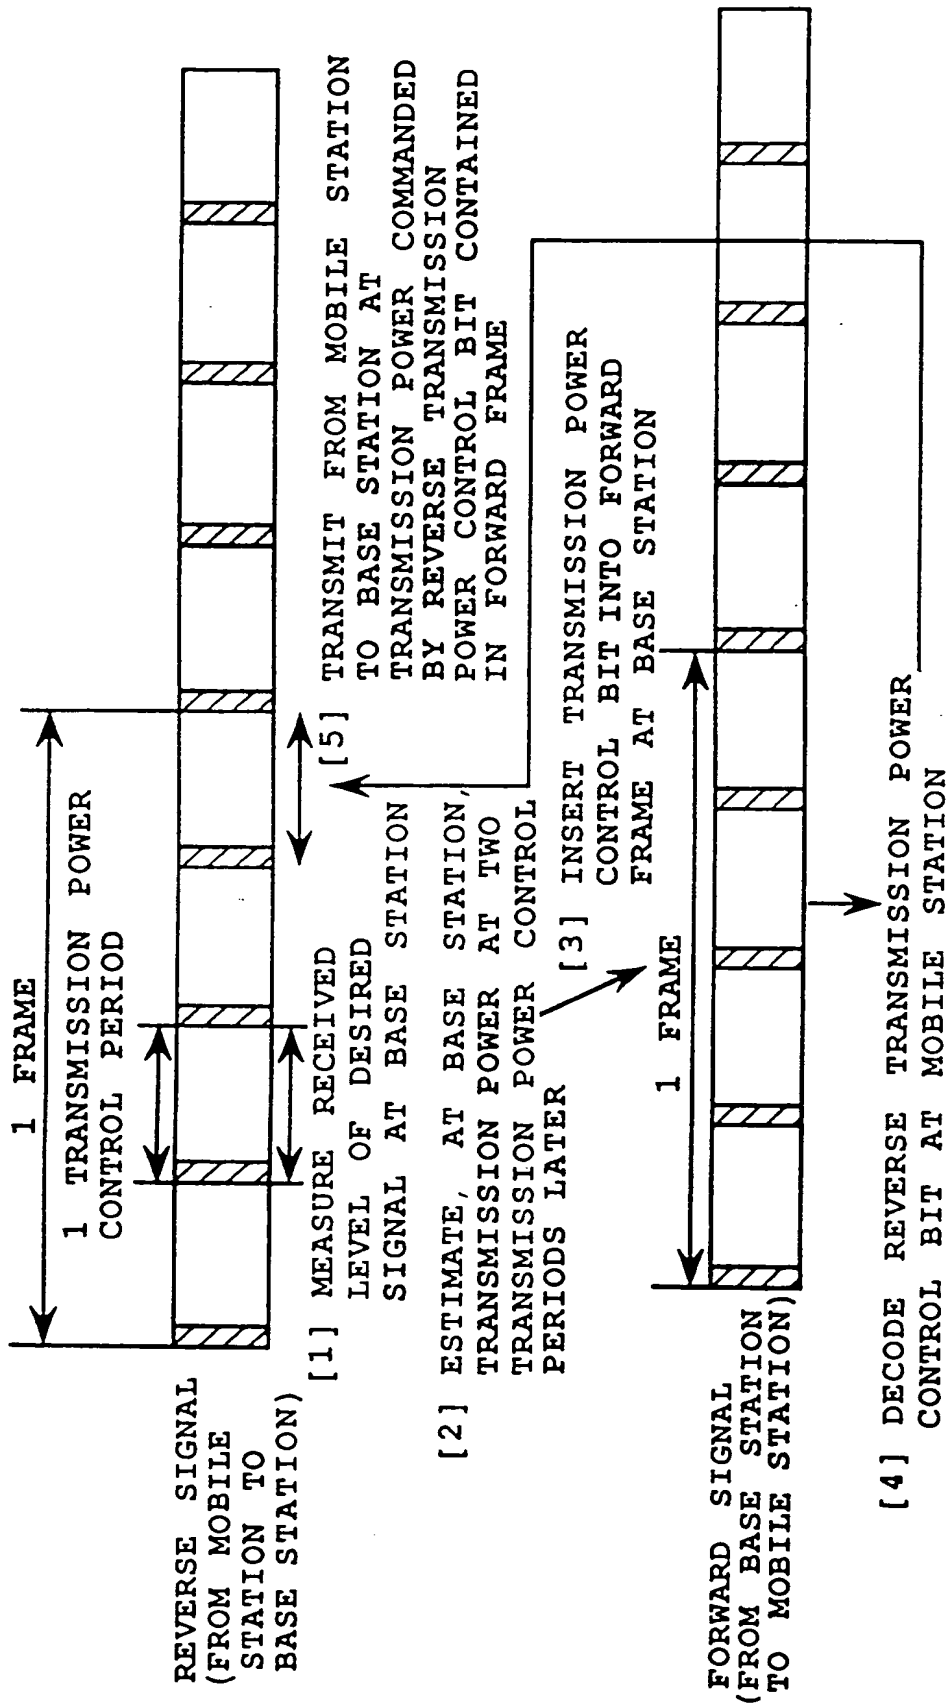 REVERSE SIGNAL
(FROM MOBILE
STATION TO
BASE STATION)
1 FRAME
1 TRANSMISSION POWER
CONTROL PERIOD
[1] MEASURE RECEIVED
LEVEL OF DESIRED
SIGNAL AT BASE STATION
[2] ESTIMATE, AT BASE STATION,
TRANSMISSION POWER AT TWO
TRANSMISSION POWER CONTROL
PERIODS LATER
[5] TRANSMIT FROM MOBILE STATION
TO BASE STATION AT
TRANSMISSION POWER COMMANDED
BY REVERSE TRANSMISSION
POWER CONTROL BIT CONTAINED
IN FORWARD FRAME
[3] INSERT TRANSMISSION POWER
CONTROL BIT INTO FORWARD
FRAME AT BASE STATION
1 FRAME
FORWARD SIGNAL
(FROM BASE STATION
TO MOBILE STATION)
[4] DECODE REVERSE TRANSMISSION POWER
CONTROL BIT AT MOBILE STATION